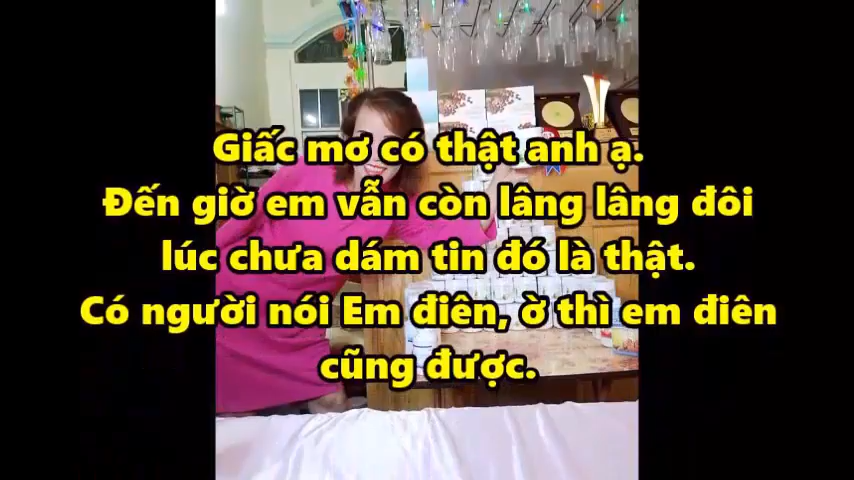 Giấc mơ có thật anh ạ.
Đến giờ em vẫn còn lâng lâng đôi
lúc chưa dám tin đó là thật.
Có người nói Em điên, ờ thì em điên
cũng được.